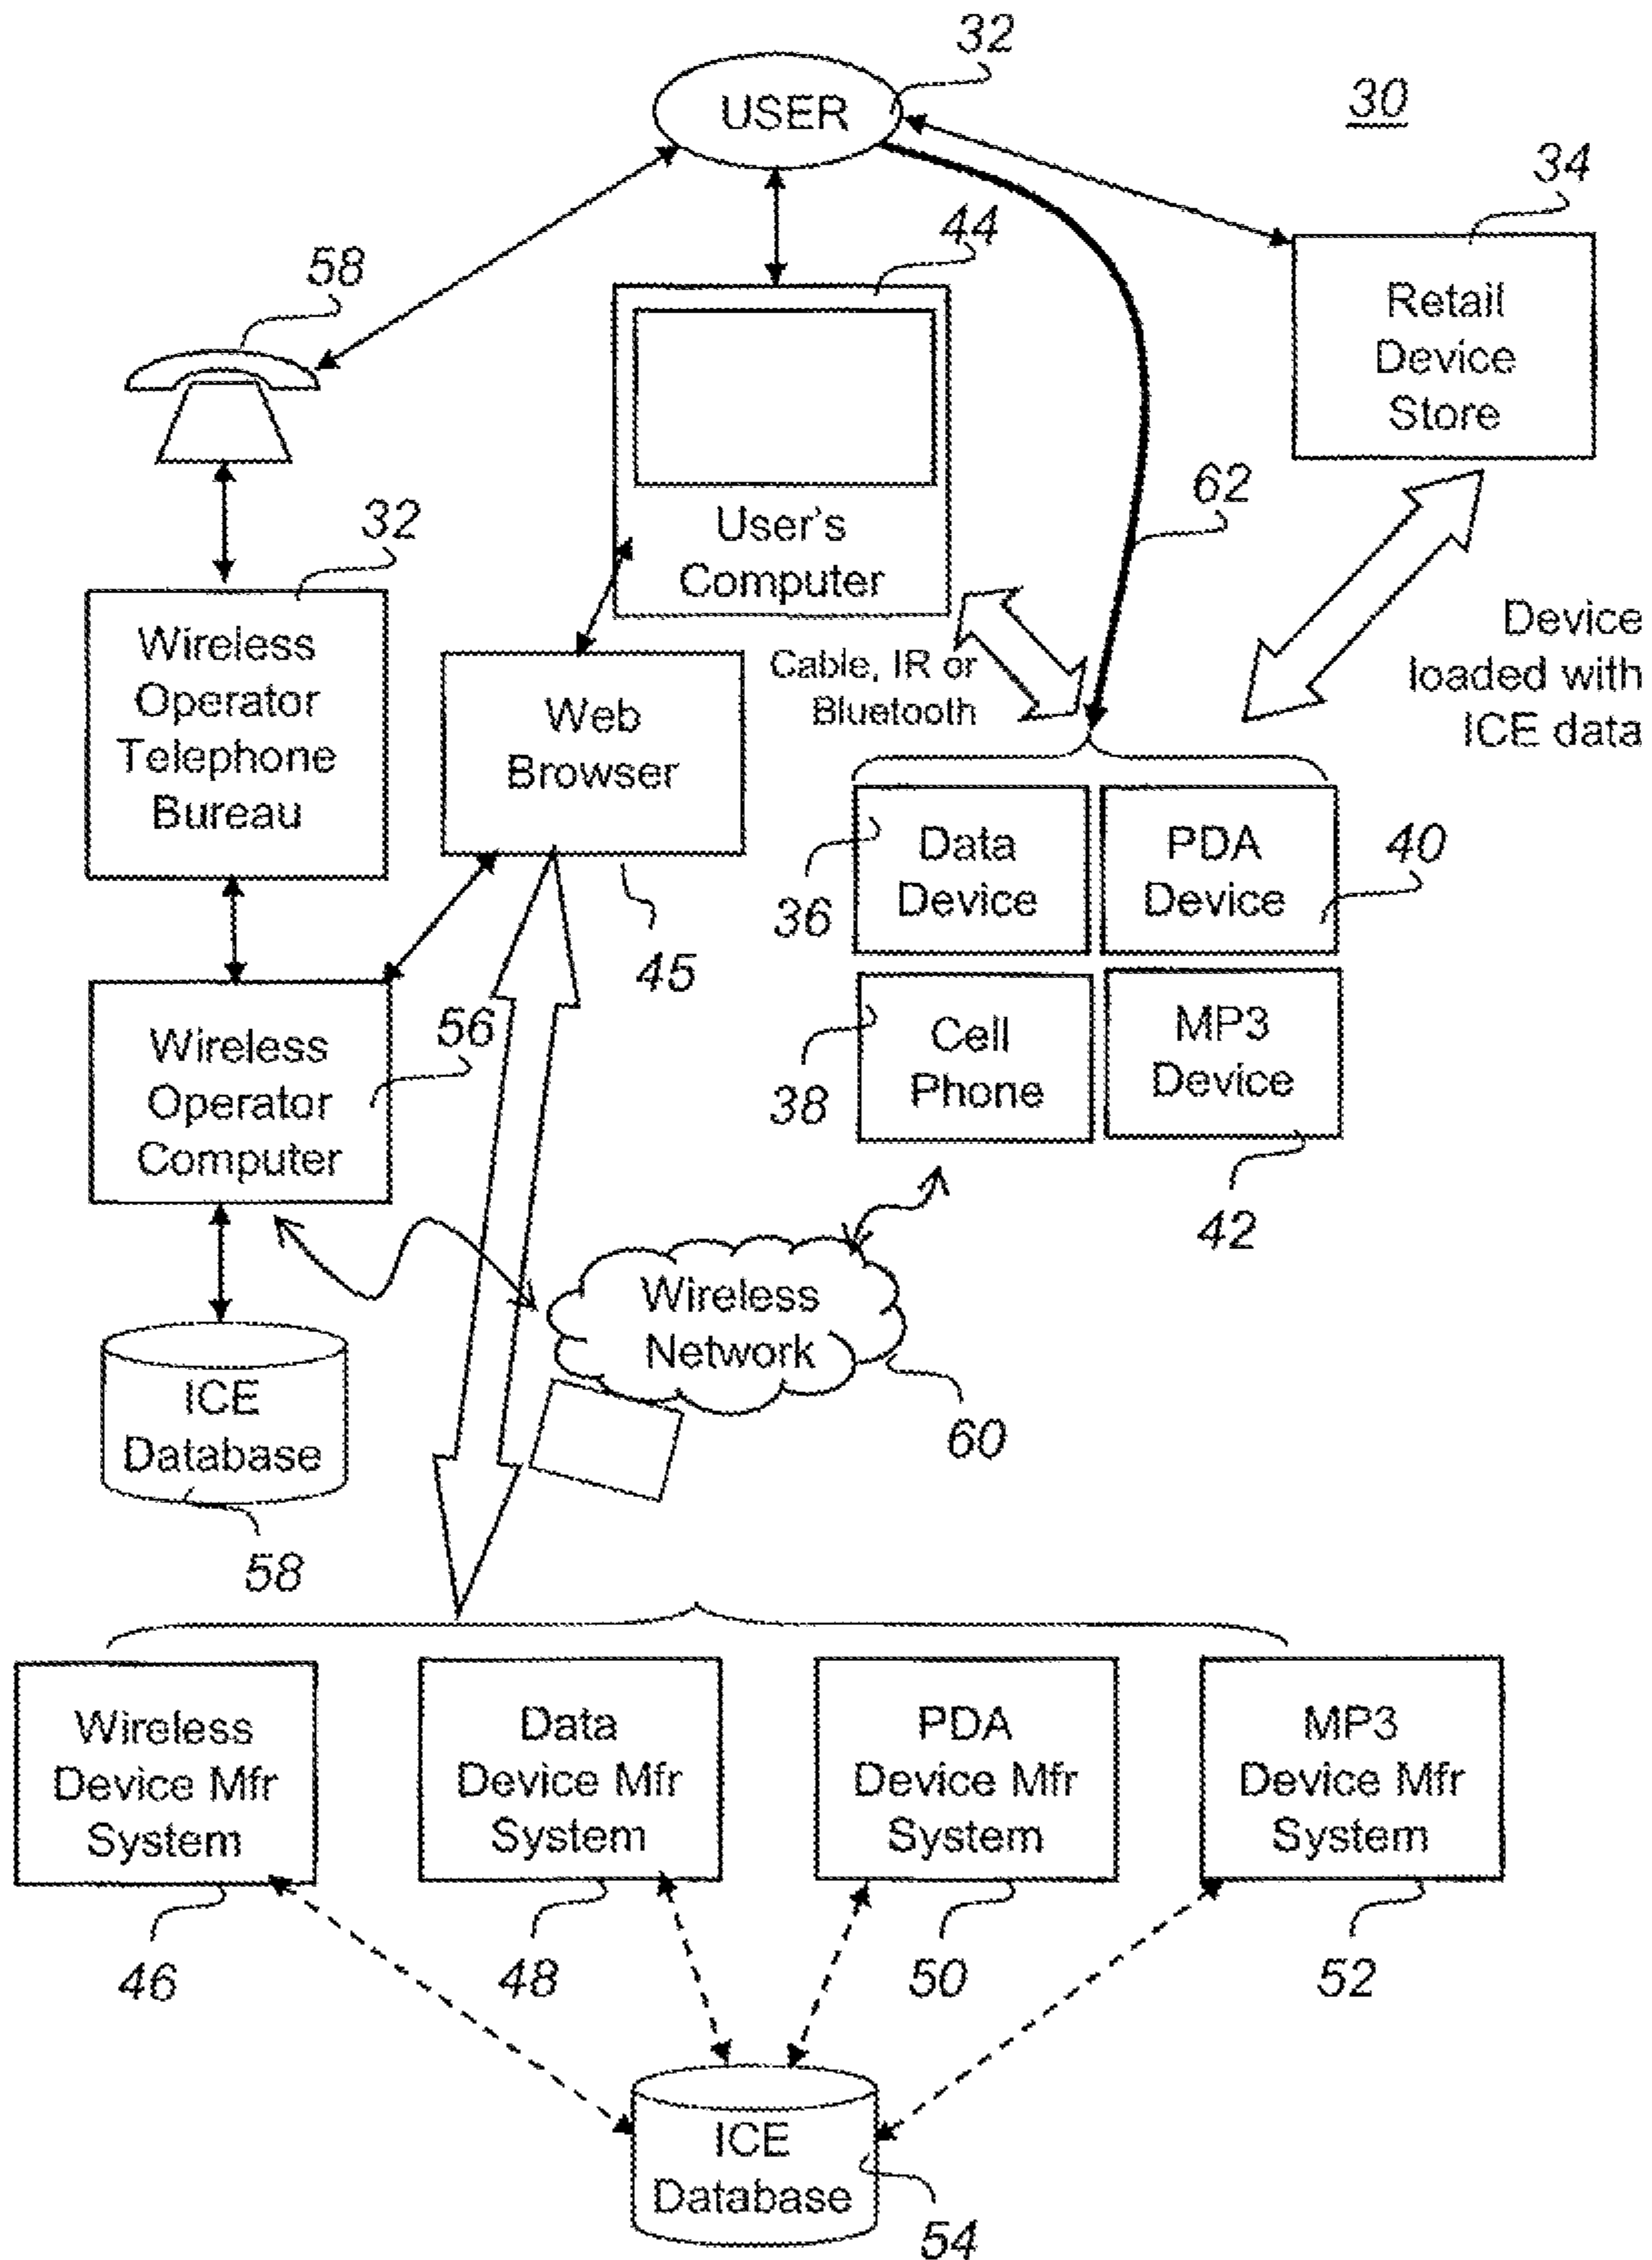 32
USER
30
34
44
58
Retail
Device
Store
User's
Computer
62
32
Wireless
Operator
Telephone
Bureau
Device
loaded with
ICE data
Cable, IR or
Bluetooth
Web
Browser
45
Data
Device
36
PDA
Device
40
Cell
Phone
38
MP3
Device
42
Wireless
Operator
Computer
56
Wireless
Network
60
ICE
Database
58
Wireless
Device Mfr
System
46
Data
Device Mfr
System
48
PDA
Device Mfr
System
50
MP3
Device Mfr
System
52
ICE
Database
54